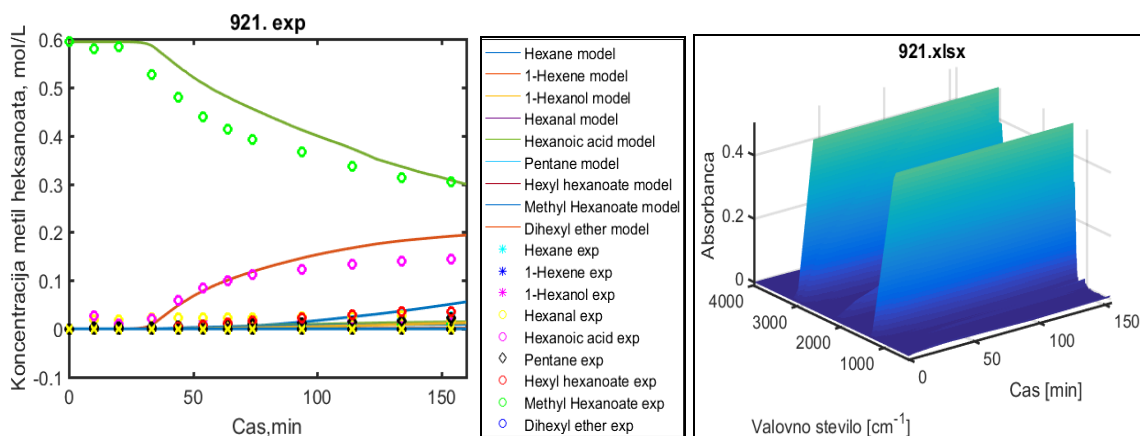 921. exp
Koncentracija metil heksanoata, mol/L
0.6
0.5
0.4
0.3
0.2
0.1
0
-0.1
0
50
100
150
Cas,min
Hexane model
1-Hexene model
1-Hexanol model
Hexanal model
Hexanoic acid model
Pentane model
Hexyl hexanoate model
Methyl Hexanoate model
Dihexyl ether model
Hexane exp
1-Hexene exp
1-Hexanol exp
Hexanal exp
Hexanoic acid exp
Pentane exp
Hexyl hexanoate exp
Methyl Hexanoate exp
Dihexyl ether exp
921.xlsx
Absorbanca
0.4
0.2
0
4000
3000
2000
1000
0
50
100
150
Cas [min]
Valovno stevilo [cm⁻¹]